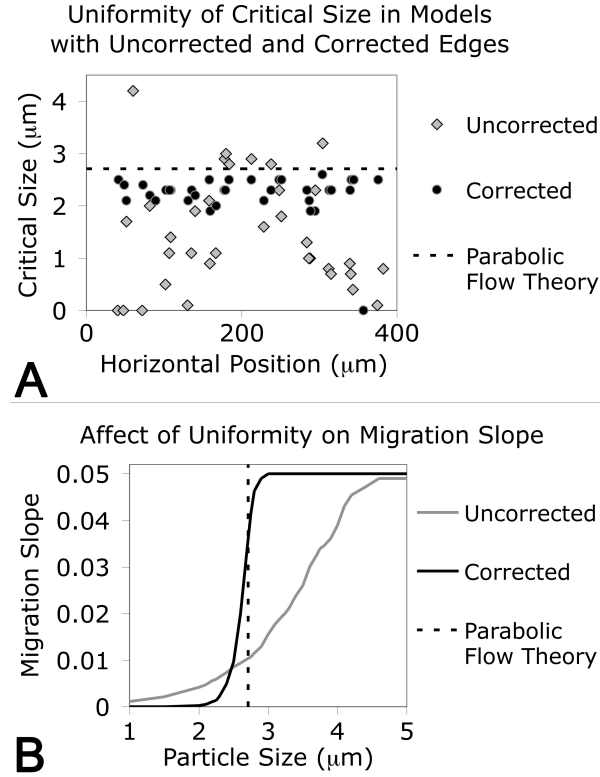 Uniformity of Critical Size in Models
with Uncorrected and Corrected Edges
Critical Size (μm)
4
3
2
1
0
0
200
400
Horizontal Position (μm)
Uncorrected
Corrected
Parabolic
Flow Theory
A
Affect of Uniformity on Migration Slope
Migration Slope
0.05
0.04
0.03
0.02
0.01
0
1
2
3
4
5
Particle Size (μm)
Uncorrected
Corrected
Parabolic
Flow Theory
B